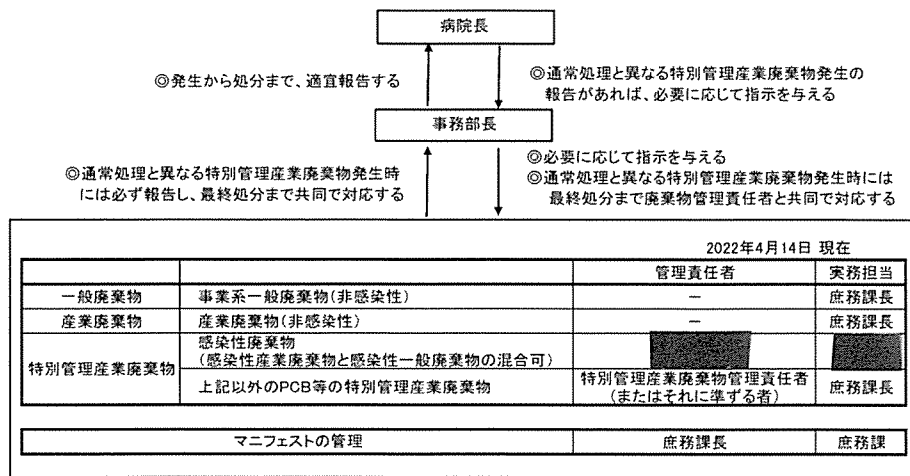 病院長
◎発生から処分まで、適宜報告する
◎通常処理と異なる特別管理産業廃棄物発生の
報告があれば、必要に応じて指示を与える
事務部長
◎通常処理と異なる特別管理産業廃棄物発生時
には必ず報告し、最終処分まで共同で対応する
◎必要に応じて指示を与える
◎通常処理と異なる特別管理産業廃棄物発生時には
最終処分まで廃棄物管理責任者と共同で対応する
2022年4月14日 現在
管理責任者 実務担当
一般廃棄物 事業系一般廃棄物(非感染性) － 庶務課長
産業廃棄物 産業廃棄物(非感染性) － 庶務課長
特別管理産業廃棄物
感染性廃棄物
(感染性産業廃棄物と感染性一般廃棄物の混合可)
上記以外のPCB等の特別管理産業廃棄物 特別管理産業廃棄物管理責任者
(またはそれに準ずる者) 庶務課長
マニフェストの管理 庶務課長 庶務課